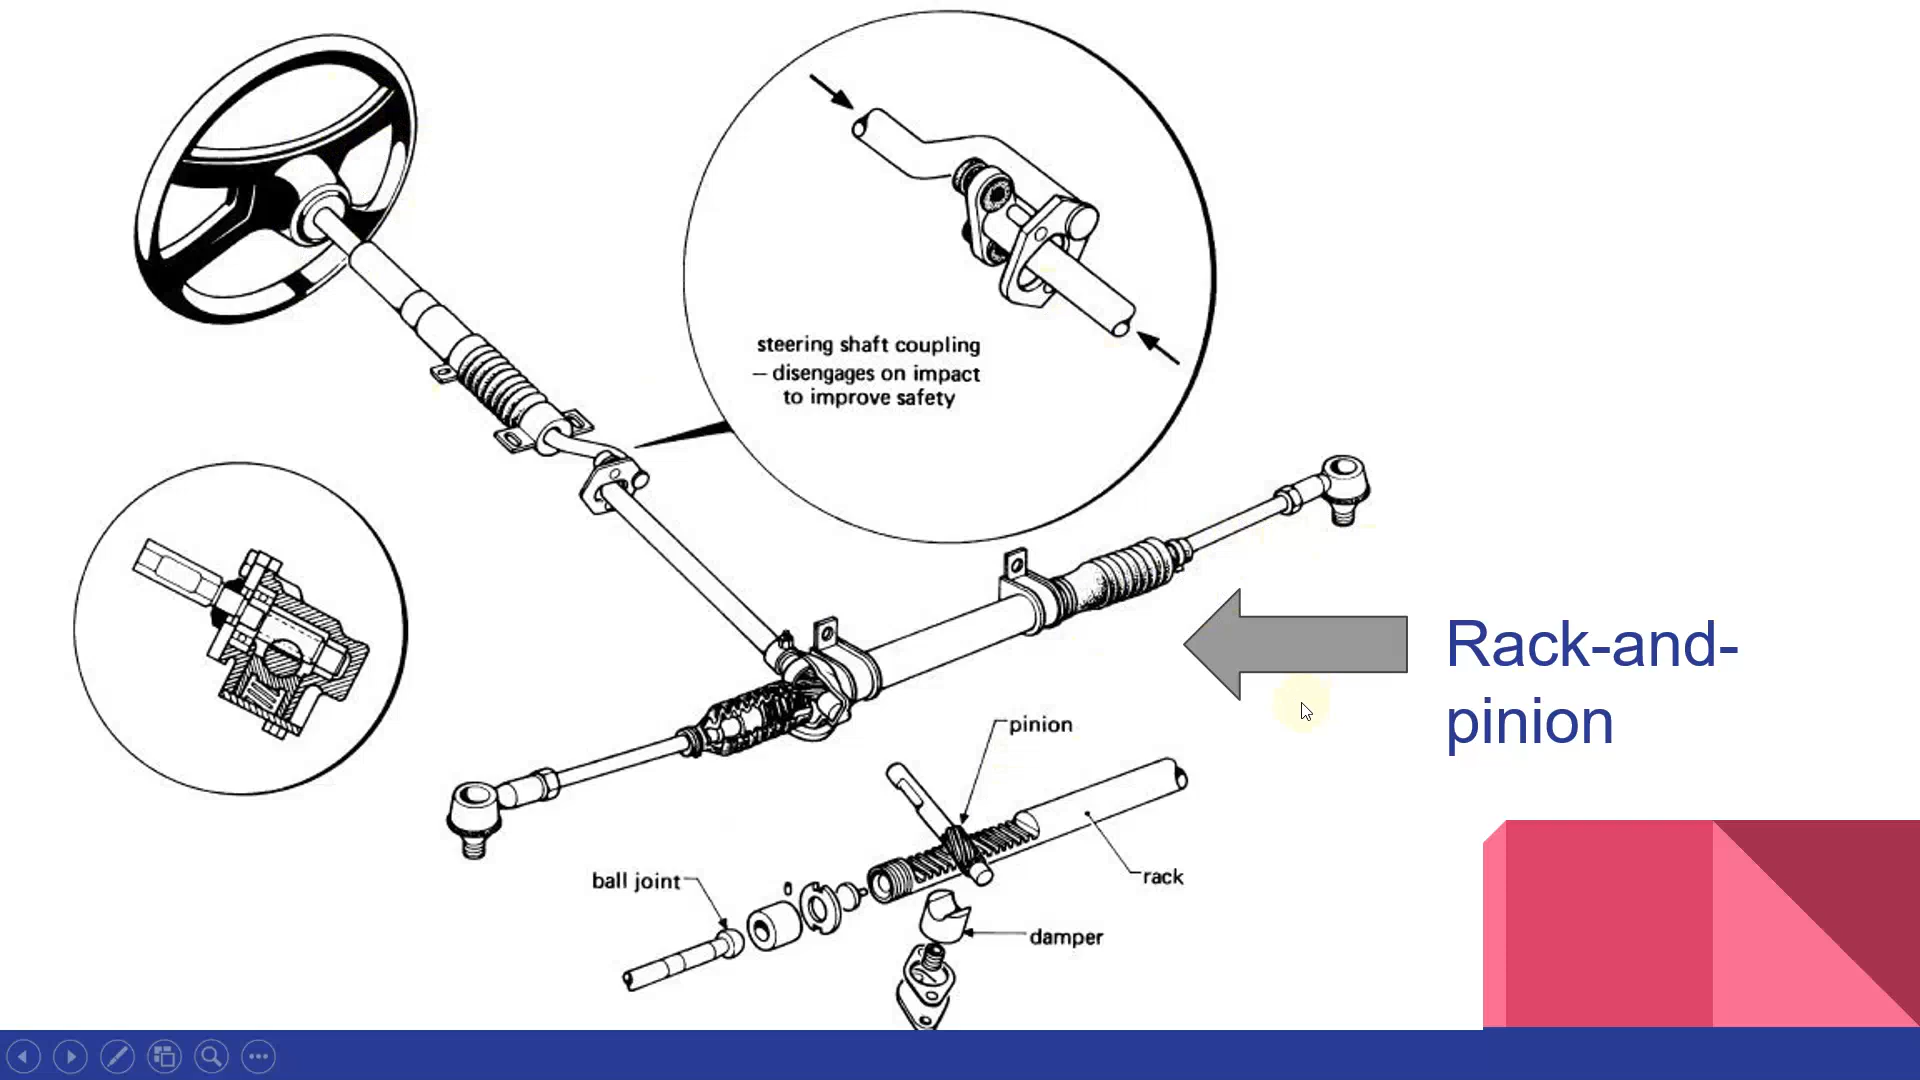 steering shaft coupling
– disengages on impact
to improve safety
Rack-and-
pinion
pinion
ball joint
rack
damper